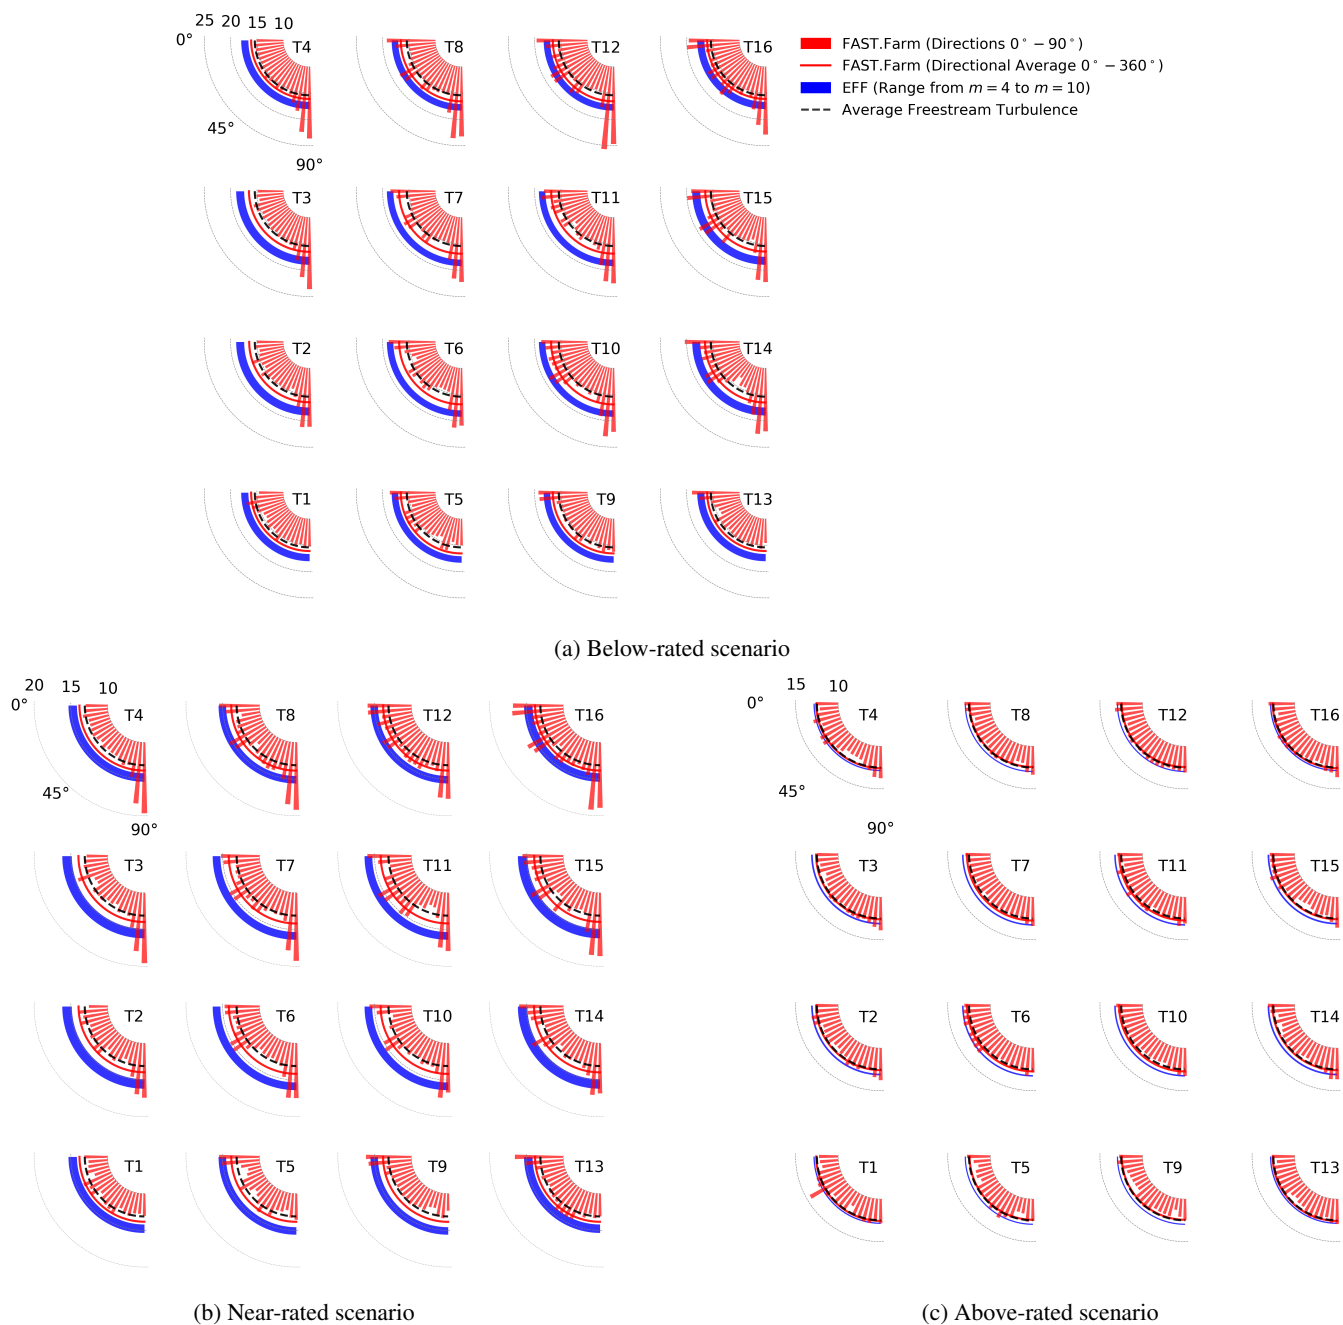 25 20 15 10
0°
T4 T8 T12 T16
45°
90°
FAST.Farm (Directions 0° − 90°)
FAST.Farm (Directional Average 0° − 360°)
EFF (Range from m = 4 to m = 10)
Average Freestream Turbulence
T3 T7 T11 T15
T2 T6 T10 T14
T1 T5 T9 T13
(a) Below-rated scenario
20 15 10
0°
T4 T8 T12 T16
45°
90°
T3 T7 T11 T15
T2 T6 T10 T14
T1 T5 T9 T13
(b) Near-rated scenario
15 10
0°
T4 T8 T12 T16
45°
90°
T3 T7 T11 T15
T2 T6 T10 T14
T1 T5 T9 T13
(c) Above-rated scenario